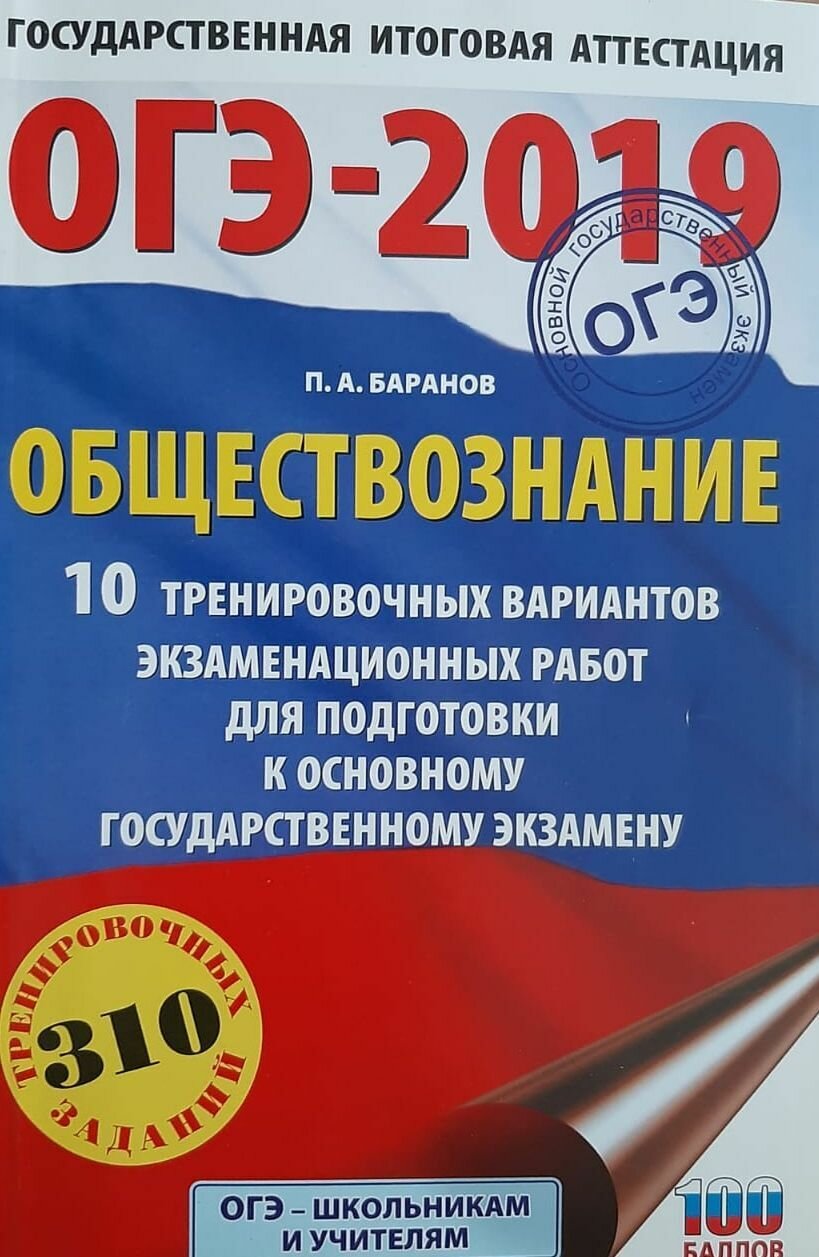 ГОСУДАРСТВЕННАЯ ИТОГОВАЯ АТТЕСТАЦИЯ
ОГЭ-2019
ОСНОВНОЙ ГОСУДАРСТВЕННЫЙ ЭКЗАМЕН
ОГЭ
П. А. БАРАНОВ
ОБЩЕСТВОЗНАНИЕ
10 ТРЕНИРОВОЧНЫХ ВАРИАНТОВ
ЭКЗАМЕНАЦИОННЫХ РАБОТ
ДЛЯ ПОДГОТОВКИ
К ОСНОВНОМУ
ГОСУДАРСТВЕННОМУ ЭКЗАМЕНУ
ТРЕНИРОВОЧНЫХ
310
ЗАДАНИЙ
ОГЭ – ШКОЛЬНИКАМ
И УЧИТЕЛЯМ
100
БАЛЛОВ